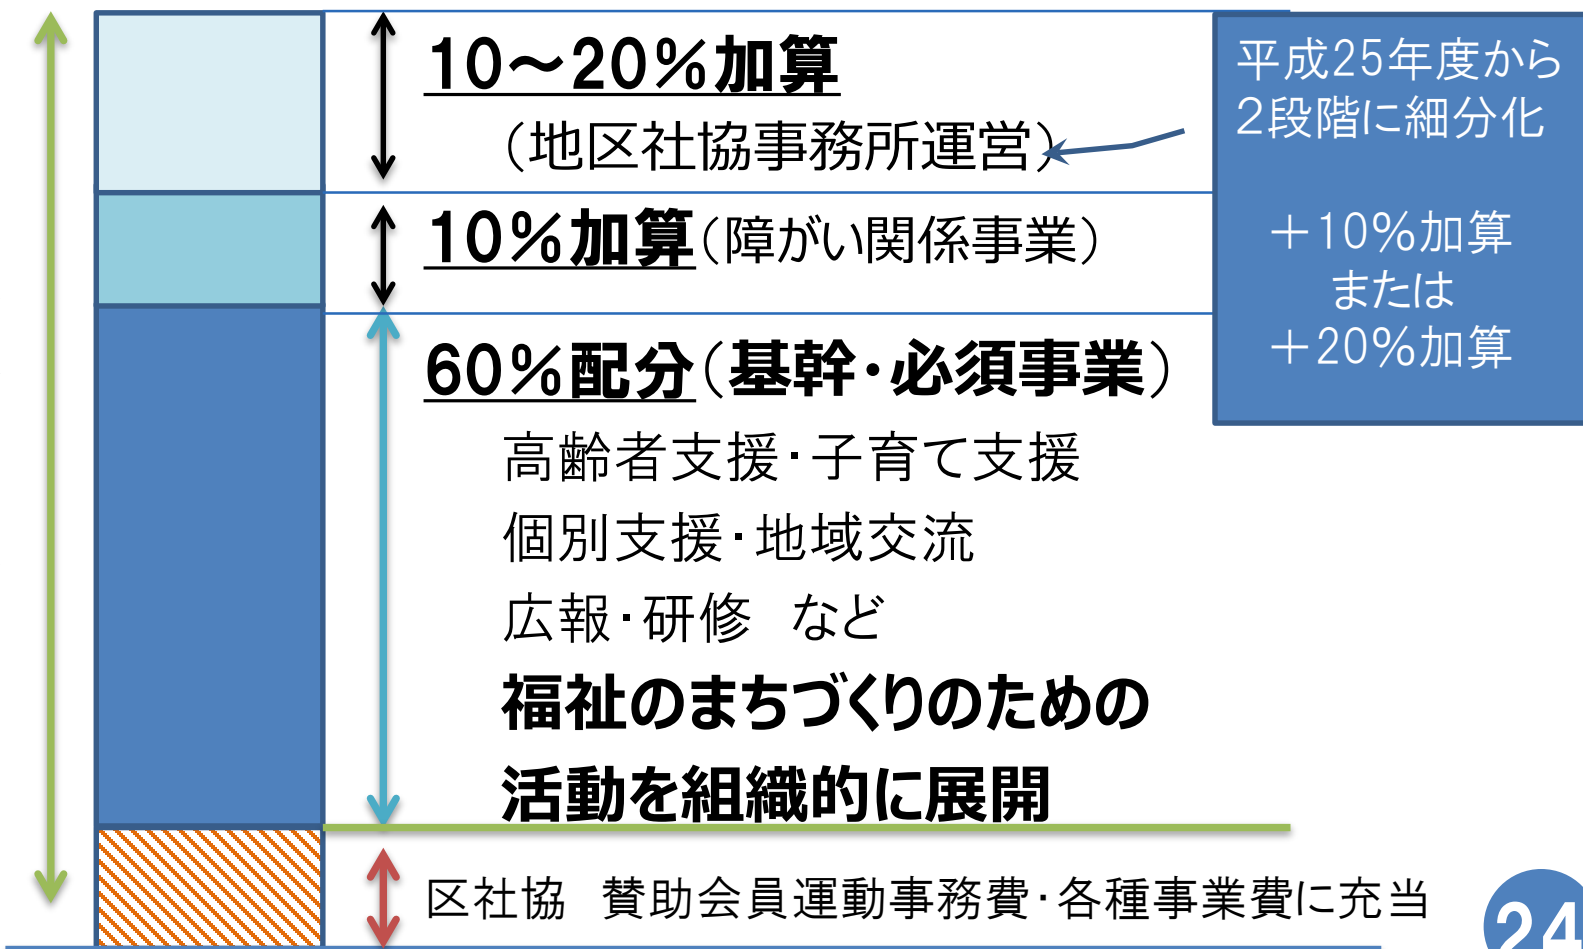 10～20％加算
（地区社協事務所運営）
10％加算（障がい関係事業）
60％配分（基幹・必須事業）
高齢者支援・子育て支援
個別支援・地域交流
広報・研修　など
福祉のまちづくりのための
活動を組織的に展開
区社協　賛助会員運動事務費・各種事業費に充当
平成25年度から
２段階に細分化
＋10％加算
または
＋20％加算
24